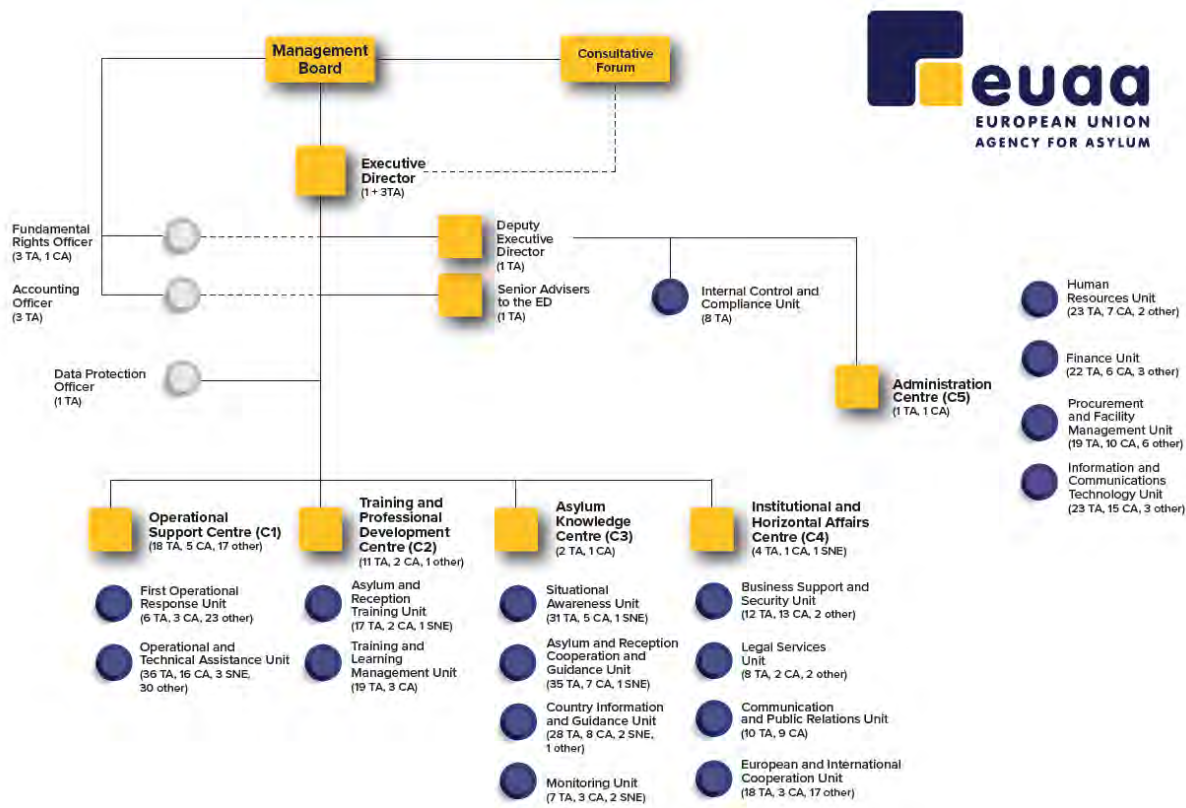 Management
Board
Consultative
Forum
euaa
EUROPEAN UNION
AGENCY FOR ASYLUM
Executive
Director
(1 + 3TA)
Fundamental
Rights Officer
(3 TA, 1 CA)
Deputy
Executive
Director
(1 TA)
Accounting
Officer
(3 TA)
Senior Advisers
to the ED
(1 TA)
Internal Control and
Compliance Unit
(8 TA)
Data Protection
Officer
(1 TA)
Administration
Centre (C5)
(1 TA, 1 CA)
Human
Resources Unit
(23 TA, 7 CA, 2 other)
Finance Unit
(22 TA, 6 CA, 3 other)
Procurement
and Facility
Management Unit
(19 TA, 10 CA, 6 other)
Information and
Communications
Technology Unit
(23 TA, 15 CA, 3 other)
Operational
Support Centre (C1)
(18 TA, 5 CA, 17 other)
First Operational
Response Unit
(6 TA, 3 CA, 23 other)
Operational and
Technical Assistance Unit
(36 TA, 16 CA, 3 SNE,
30 other)
Training and
Professional
Development
Centre (C2)
(11 TA, 2 CA, 1 other)
Asylum and
Reception
Training Unit
(17 TA, 2 CA, 1 SNE)
Training and
Learning
Management Unit
(19 TA, 3 CA)
Asylum
Knowledge
Centre (C3)
(2 TA, 1 CA)
Situational
Awareness Unit
(31 TA, 5 CA, 1 SNE)
Asylum and Reception
Cooperation and
Guidance Unit
(35 TA, 7 CA, 1 SNE)
Country Information
and Guidance Unit
(28 TA, 8 CA, 2 SNE,
1 other)
Monitoring Unit
(7 TA, 3 CA, 2 SNE)
Institutional and
Horizontal Affairs
Centre (C4)
(4 TA, 1 CA, 1 SNE)
Business Support and
Security Unit
(12 TA, 13 CA, 2 other)
Legal Services
Unit
(8 TA, 2 CA, 2 other)
Communication
and Public Relations Unit
(10 TA, 9 CA)
European and International
Cooperation Unit
(18 TA, 3 CA, 17 other)